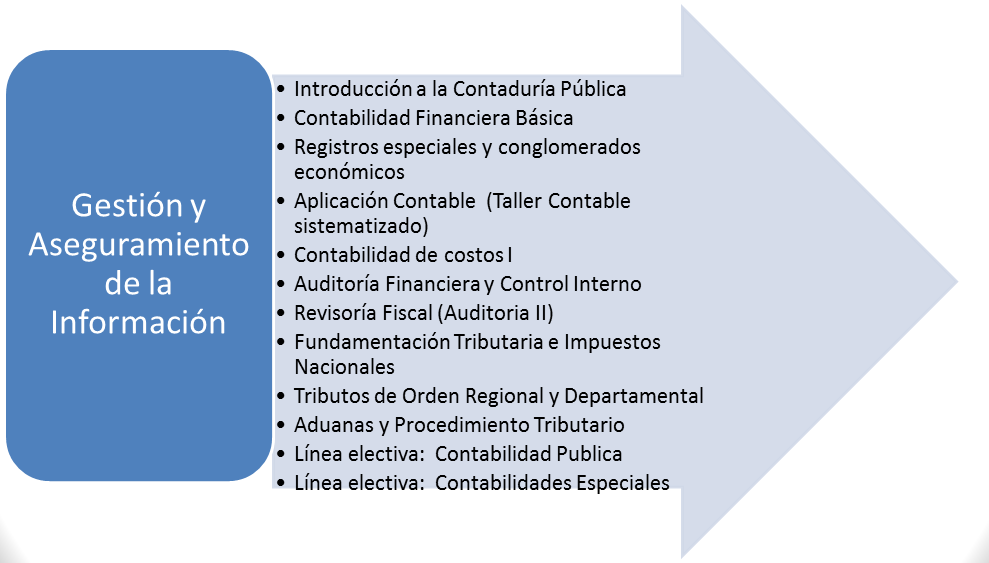 Gestión y
Aseguramiento
de la
Información
• Introducción a la Contaduría Pública
• Contabilidad Financiera Básica
• Registros especiales y conglomerados
económicos
• Aplicación Contable  (Taller Contable
sistematizado)
• Contabilidad de costos I
• Auditoría Financiera y Control Interno
• Revisoría Fiscal (Auditoria II)
• Fundamentación Tributaria e Impuestos
Nacionales
• Tributos de Orden Regional y Departamental
• Aduanas y Procedimiento Tributario
• Línea electiva:  Contabilidad Publica
• Línea electiva:  Contabilidades Especiales